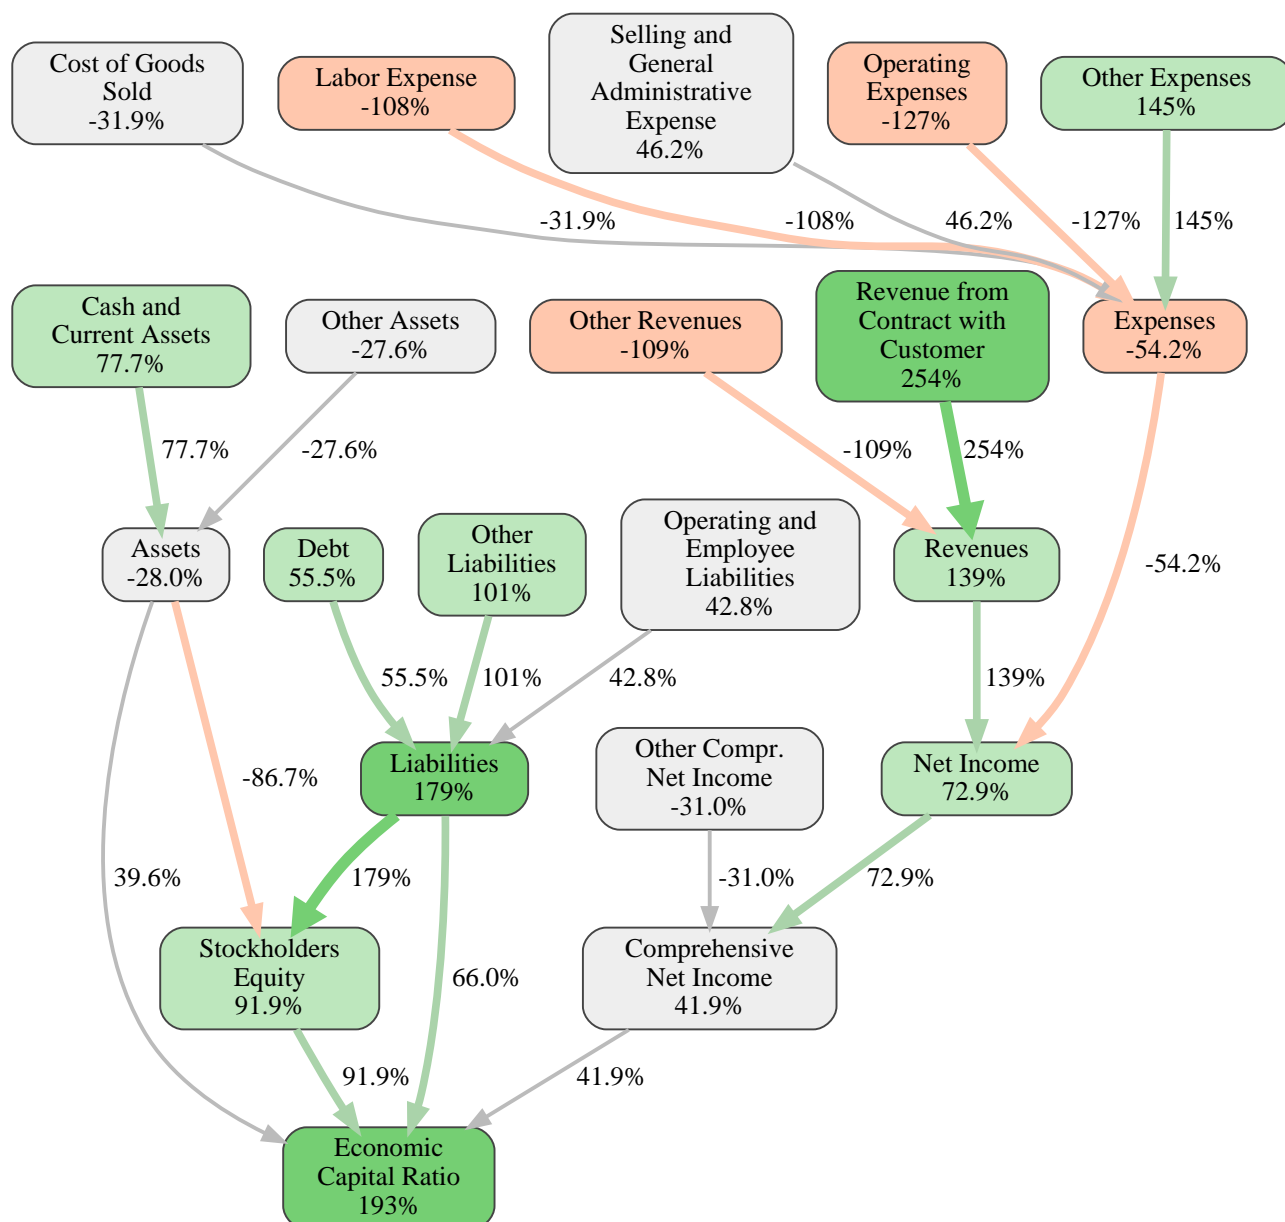 Cost of Goods
Sold
-31.9%
Labor Expense
-108%
Selling and
General
Administrative
Expense
46.2%
Operating
Expenses
-127%
Other Expenses
145%
-31.9%
-108%
46.2%
-127%
145%
Cash and
Current Assets
77.7%
Other Assets
-27.6%
Other Revenues
-109%
Revenue from
Contract with
Customer
254%
Expenses
-54.2%
77.7%
-27.6%
-109%
254%
Assets
-28.0%
Debt
55.5%
Other
Liabilities
101%
Operating and
Employee
Liabilities
42.8%
Revenues
139%
-54.2%
55.5%
101%
42.8%
139%
Liabilities
179%
Other Compr.
Net Income
-31.0%
Net Income
72.9%
-86.7%
39.6%
179%
-31.0%
72.9%
Stockholders
Equity
91.9%
66.0%
Comprehensive
Net Income
41.9%
91.9%
41.9%
Economic
Capital Ratio
193%